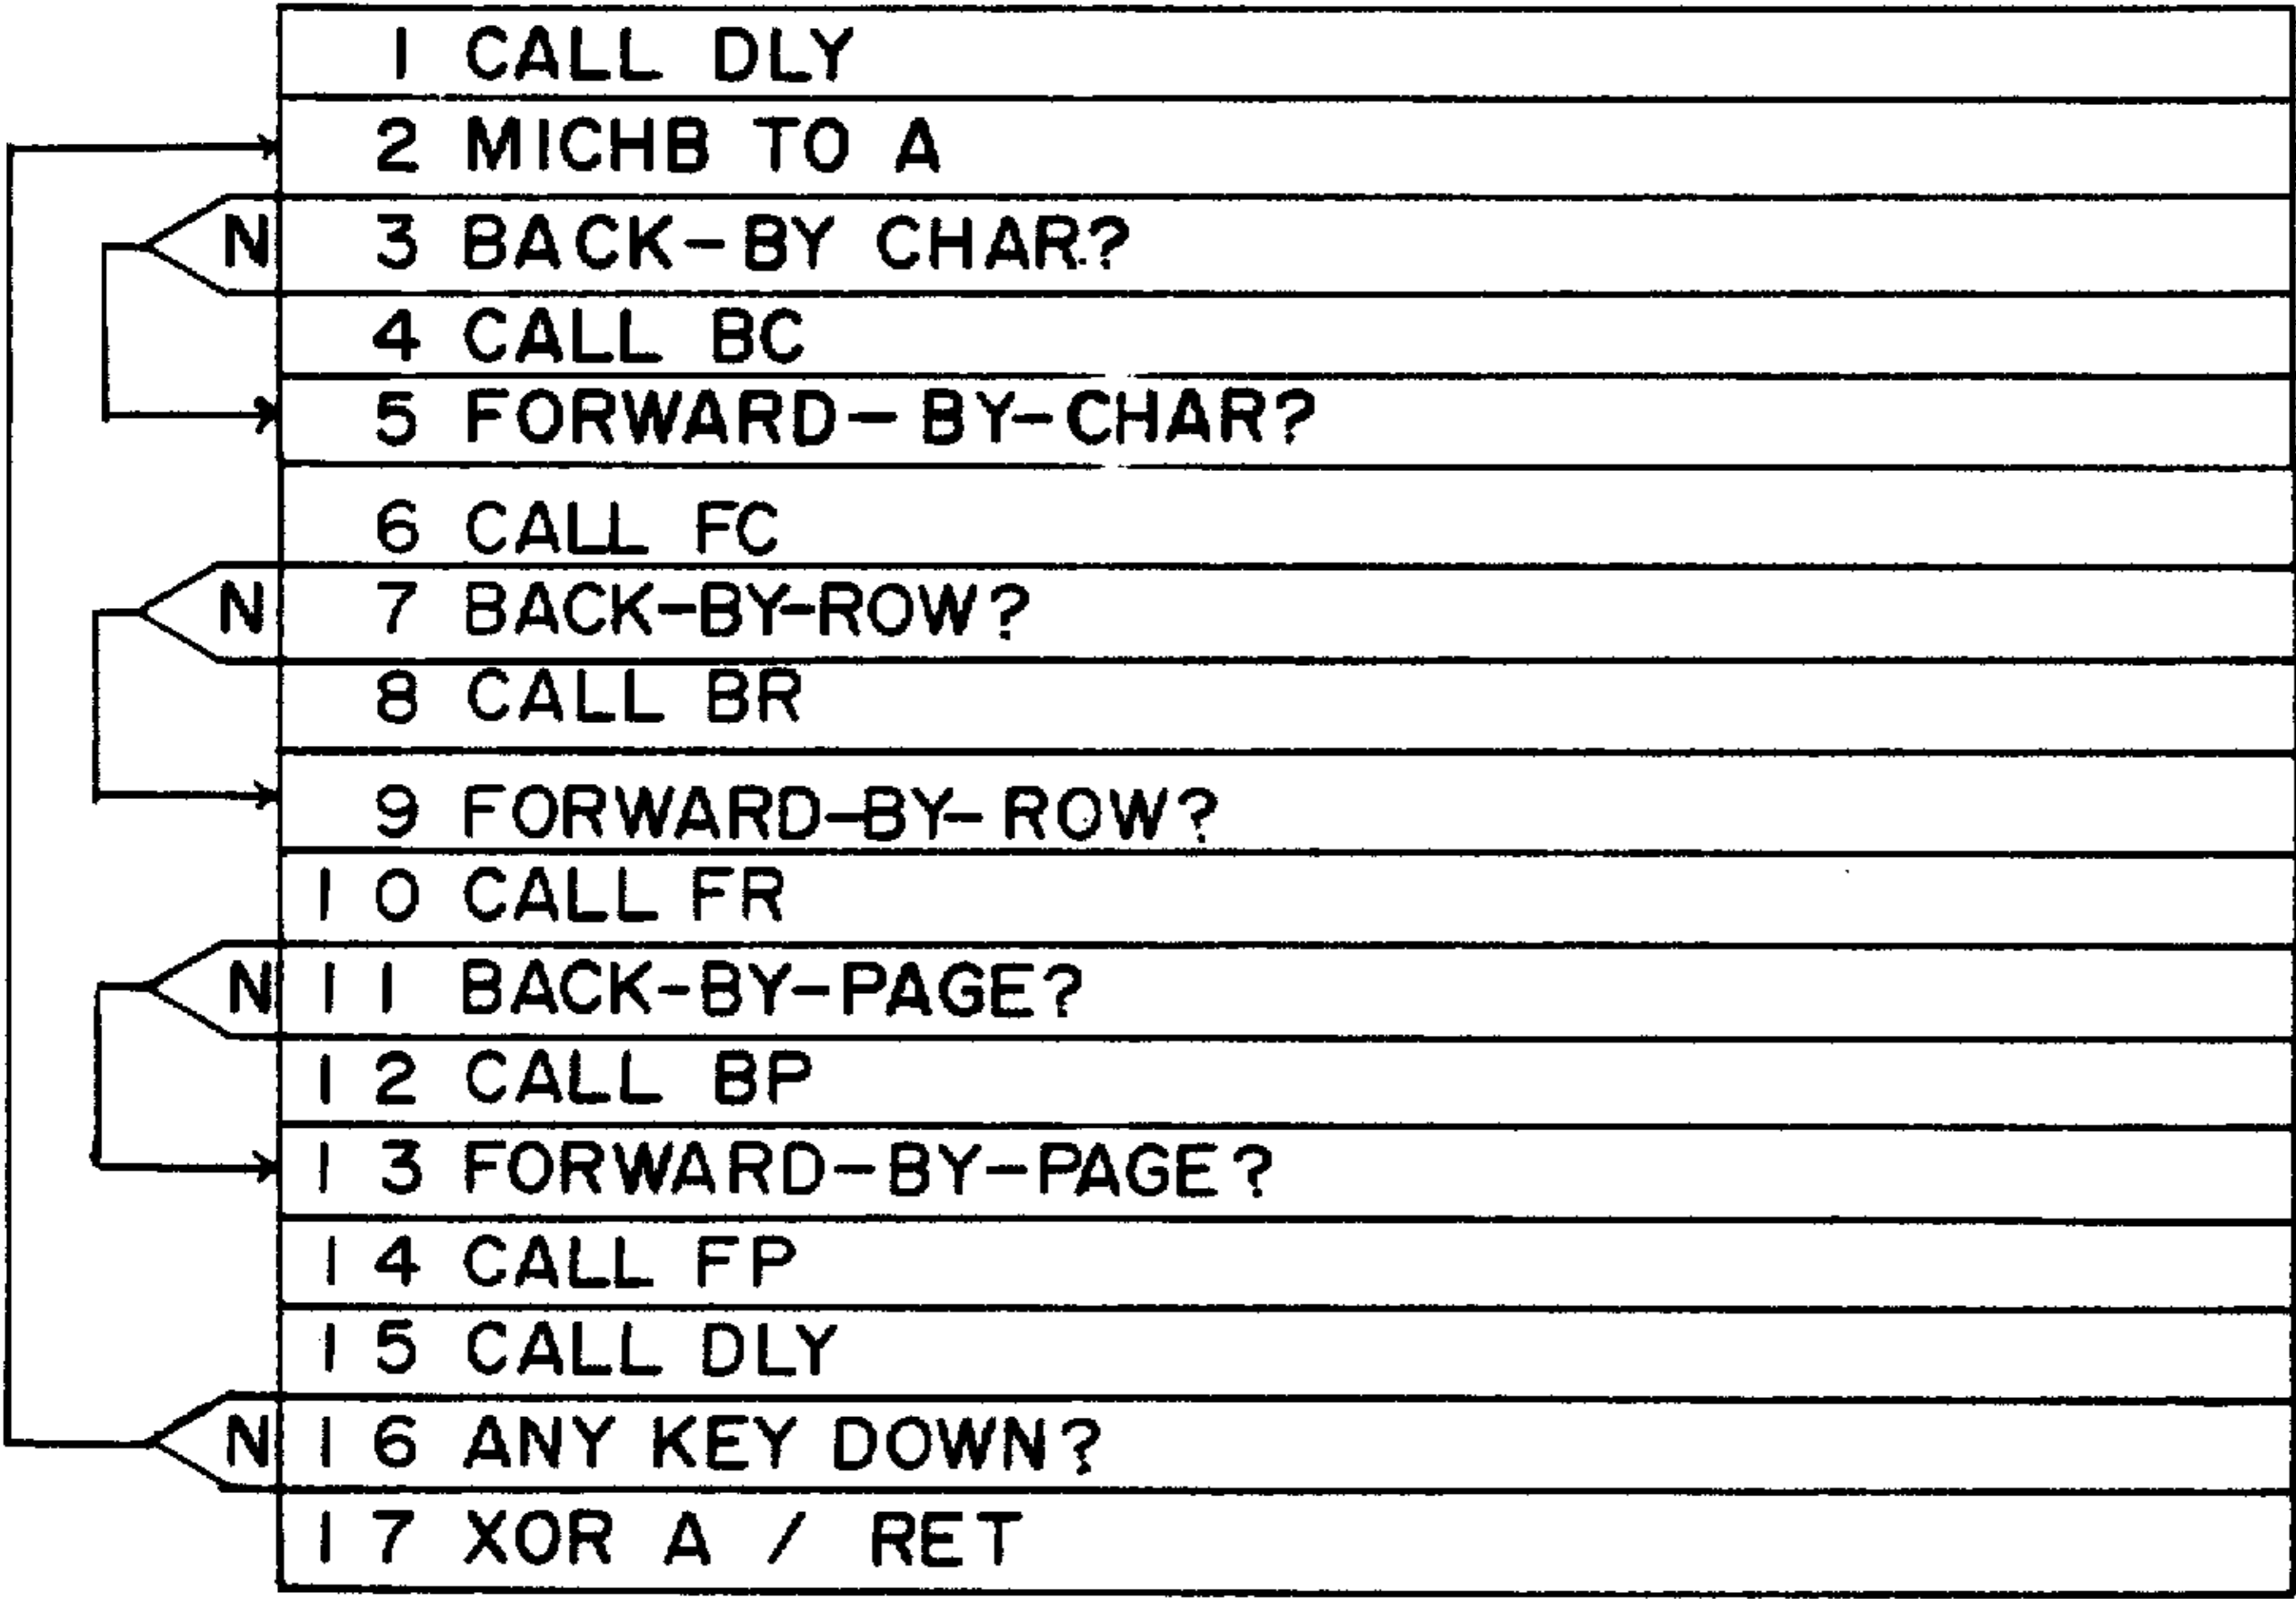 1 CALL DLY
2 MICHB TO A
N 3 BACK-BY CHAR.?
4 CALL BC
5 FORWARD-BY-CHAR?
6 CALL FC
N 7 BACK-BY-ROW?
8 CALL BR
9 FORWARD-BY-ROW?
10 CALL FR
N 11 BACK-BY-PAGE?
12 CALL BP
13 FORWARD-BY-PAGE?
14 CALL FP
15 CALL DLY
N 16 ANY KEY DOWN?
17 XOR A / RET